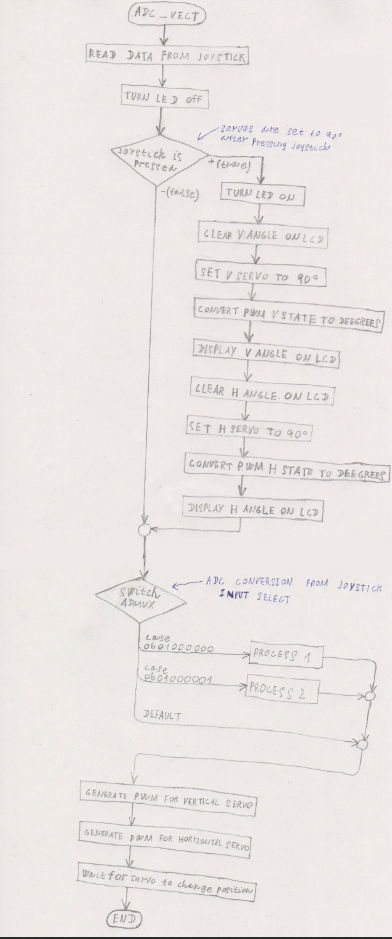 ADC_VECT
READ DATA FROM JOYSTICK
TURN LED OFF
SERVOS ARE SET TO 90°
AFTER PRESSING JOYSTICK
JOYSTICK IS
PRESSED
+(true)
-(false)
TURN LED ON
CLEAR V ANGLE ON LCD
SET V SERVO TO 90°
CONVERT PWM V STATE TO DEEGREES
DISPLAY V ANGLE ON LCD
CLEAR H ANGLE ON LCD
SET H SERVO TO 90°
CONVERT PWM H STATE TO DEEGREES
DISPLAY H ANGLE ON LCD
Switch
ADMUX
ADC CONVERSION FROM JOYSTICK
INPUT SELECT
case
0b01000000
PROCESS 1
case
0b01000001
PROCESS 2
DEFAULT
GENERATE PWM FOR VERTICAL SERVO
GENERATE PWM FOR HORIZONTAL SERVO
Wait for servo to change position
END